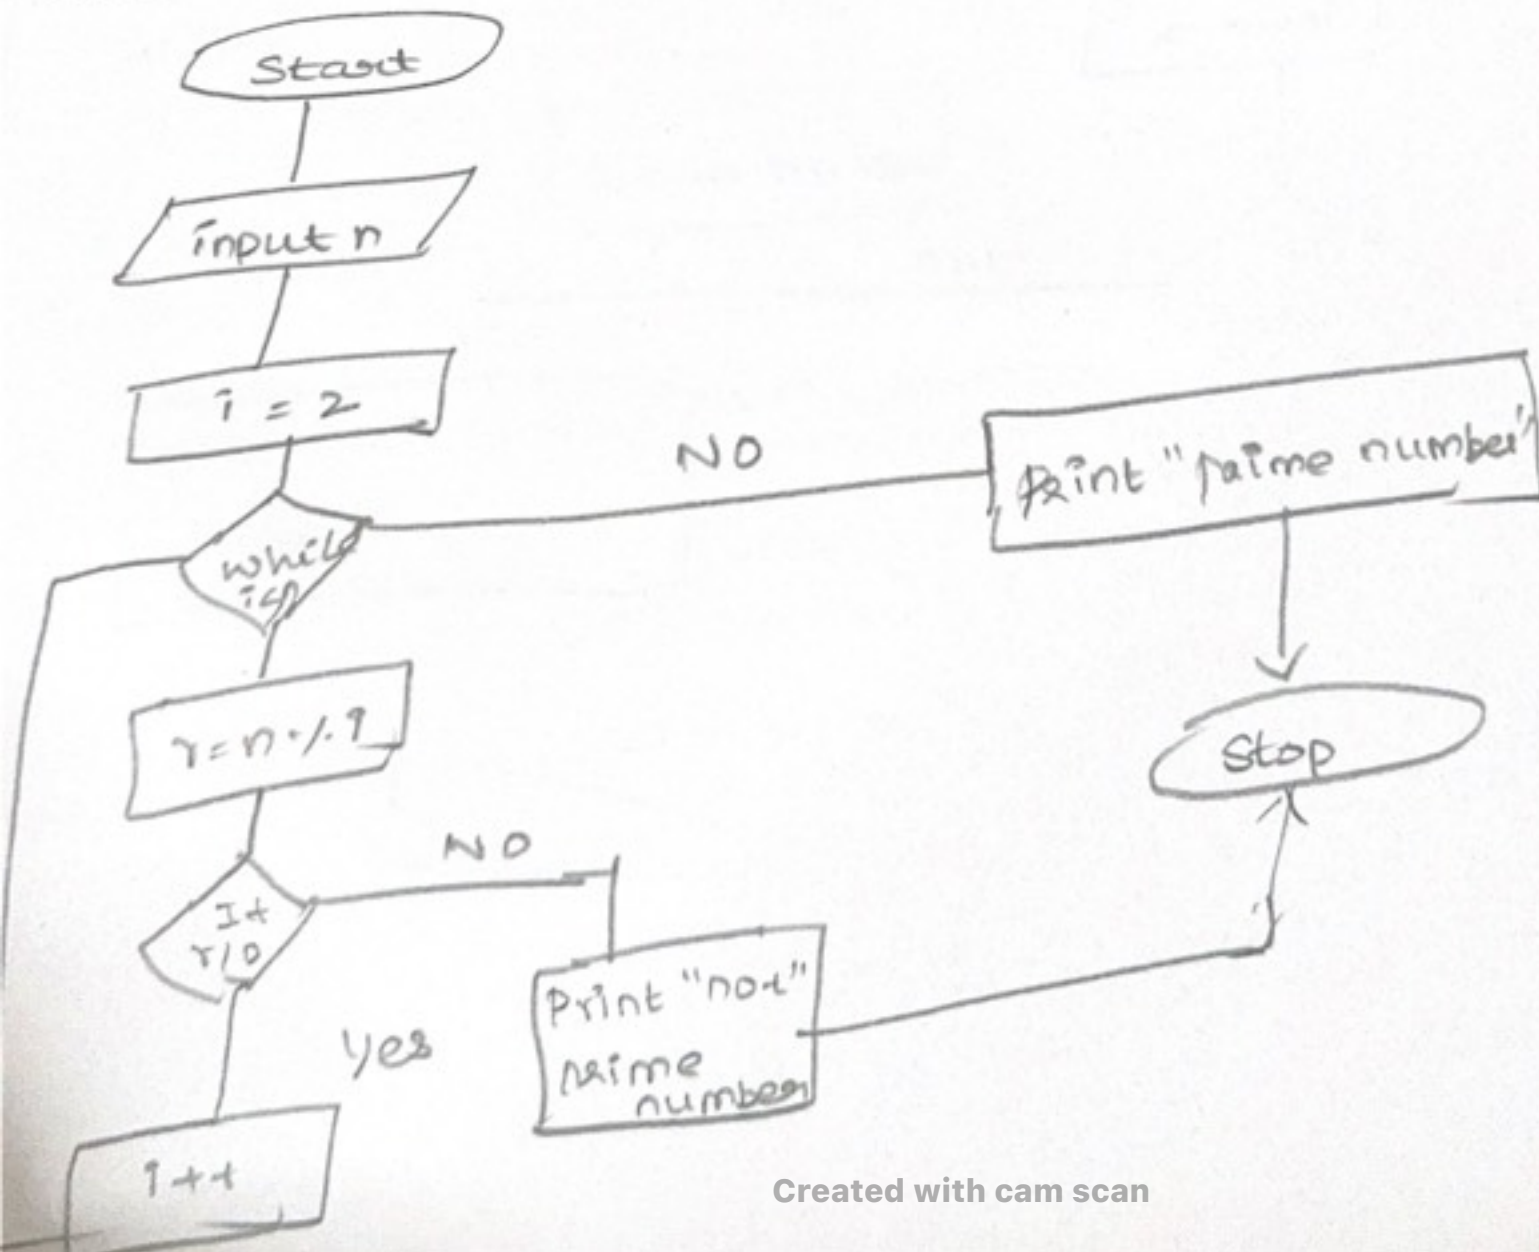 Start
input n
i = 2
NO
Print "prime number"
while
i<n
r = n % i
Stop
NO
If
r/0
Print "not"
prime
number
Yes
i++
Created with cam scan